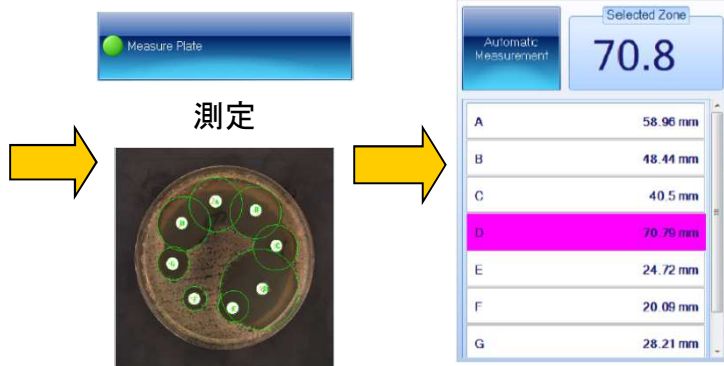 Measure Plate
測定
Automatic
Measurement
Selected Zone
70.8
A 58.96 mm
B 48.44 mm
C 40.5 mm
D 70.79 mm
E 24.72 mm
F 20.09 mm
G 28.21 mm